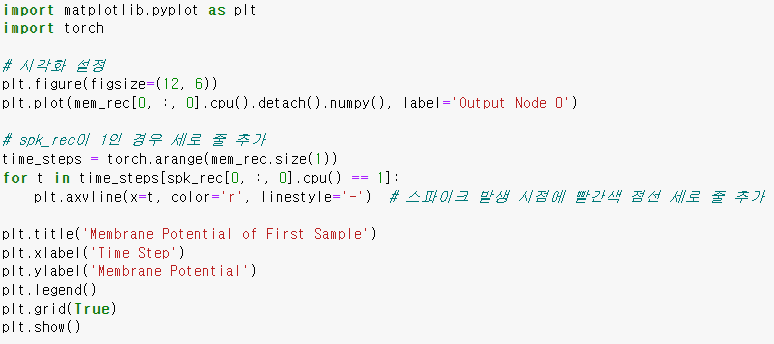 import matplotlib.pyplot as plt
import torch
# 시각화 설정
plt.figure(figsize=(12, 6))
plt.plot(mem_rec[0, :, 0].cpu().detach().numpy(), label='Output Node 0')
# spk_rec이 1인 경우 세로 줄 추가
time_steps = torch.arange(mem_rec.size(1))
for t in time_steps[spk_rec[0, :, 0].cpu() == 1]:
    plt.axvline(x=t, color='r', linestyle='-')  # 스파이크 발생 시점에 빨간색 점선 세로 줄 추가
plt.title('Membrane Potential of First Sample')
plt.xlabel('Time Step')
plt.ylabel('Membrane Potential')
plt.legend()
plt.grid(True)
plt.show()